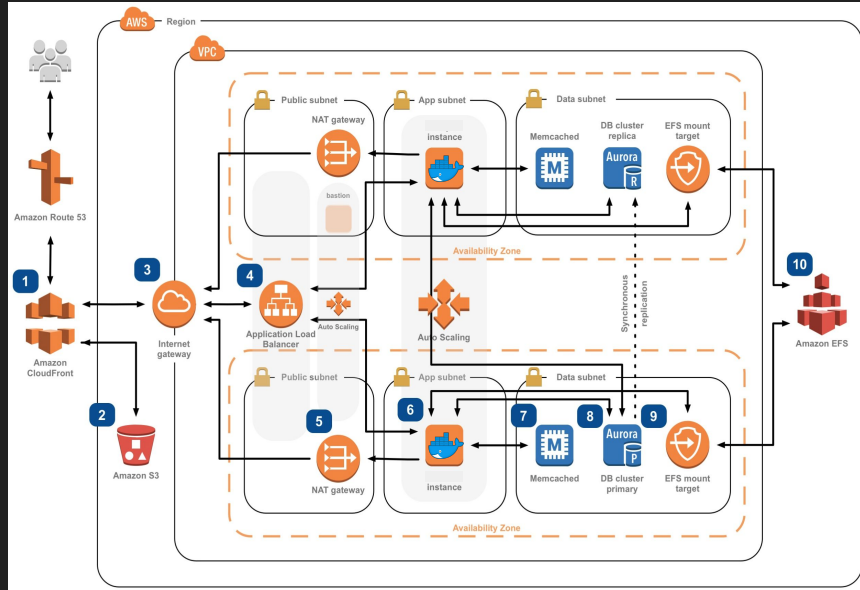 AWS
Region
VPC
Public subnet
App subnet
Data subnet
NAT gateway
instance
Memcached
DB cluster
replica
EFS mount
target
M
Aurora
R
bastion
Amazon Route 53
Availability Zone
1
3
4
10
Synchronous
replication
Internet
gateway
Application Load
Balancer
Auto Scaling
Auto Scaling
Amazon
CloudFront
Amazon EFS
Public subnet
App subnet
Data subnet
2
5
6
7
8
9
M
Aurora
P
Amazon S3
NAT gateway
instance
Memcached
DB cluster
primary
EFS mount
target
Availability Zone